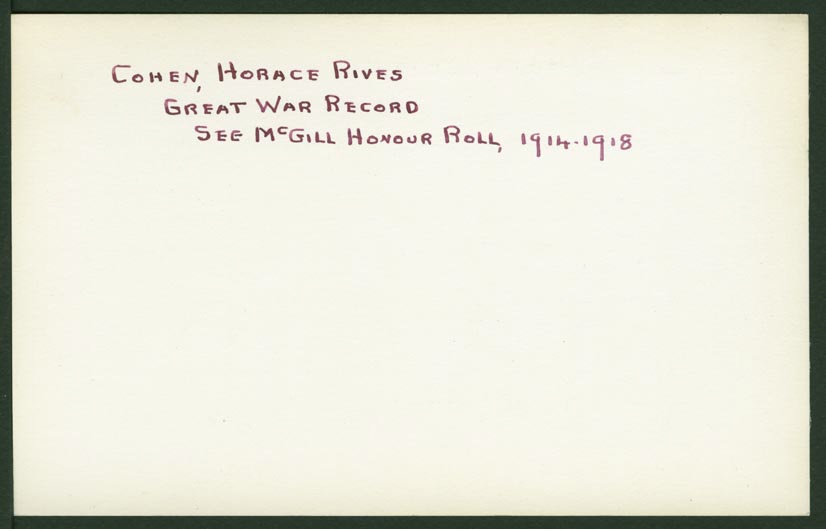 COHEN, HORACE RIVES
GREAT WAR RECORD
SEE McGILL HONOUR ROLL, 1914-1918